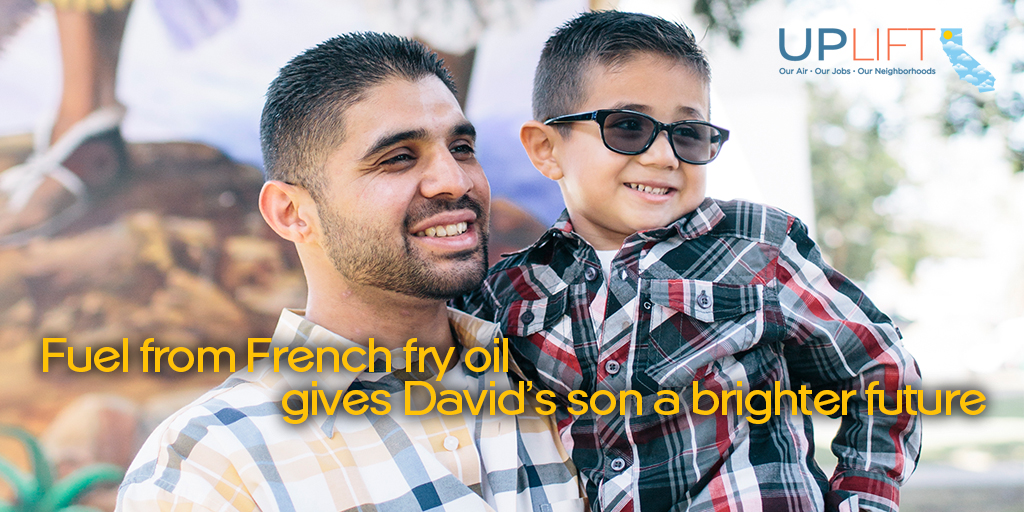 UPLIFT
Our Air • Our Jobs • Our Neighborhoods
Fuel from French fry oil
gives David's son a brighter future